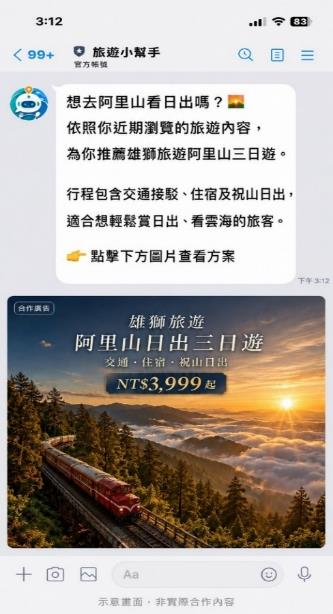 3:12
83
99+
旅遊小幫手
官方帳號
想去阿里山看日出嗎？🌄
依照你近期瀏覽的旅遊內容，
為你推薦雄獅旅遊阿里山三日遊。
行程包含交通接駁、住宿及祝山日出，
適合想輕鬆賞日出、看雲海的旅客。
👉 點擊下方圖片查看方案
下午 3:12
合作廣告
雄獅旅遊
阿里山日出三日遊
交通・住宿・祝山日出
NT$3,999起
Aa
示意畫面・非實際合作內容